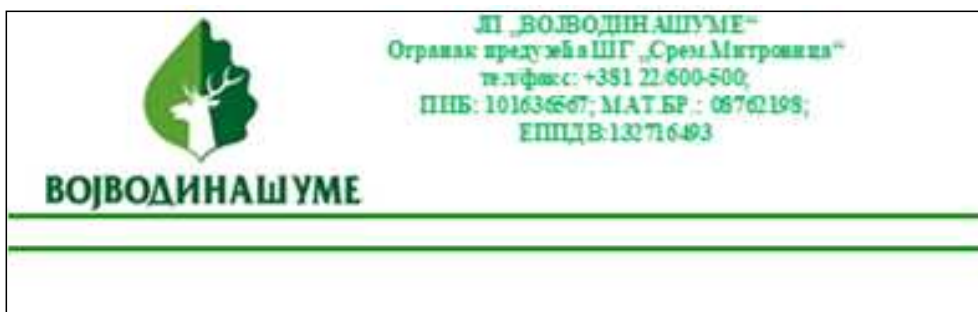 ЈП „ВОЈВОДИНАШУМЕ“
Огранак предузећа ШГ „Срем.Митровица“
тел/факс: +381 22/600-500;
ПИБ: 101636567; МАТ.БР.: 08762198;
ЕППДВ:132716493
ВОЈВОДИНАШУМЕ